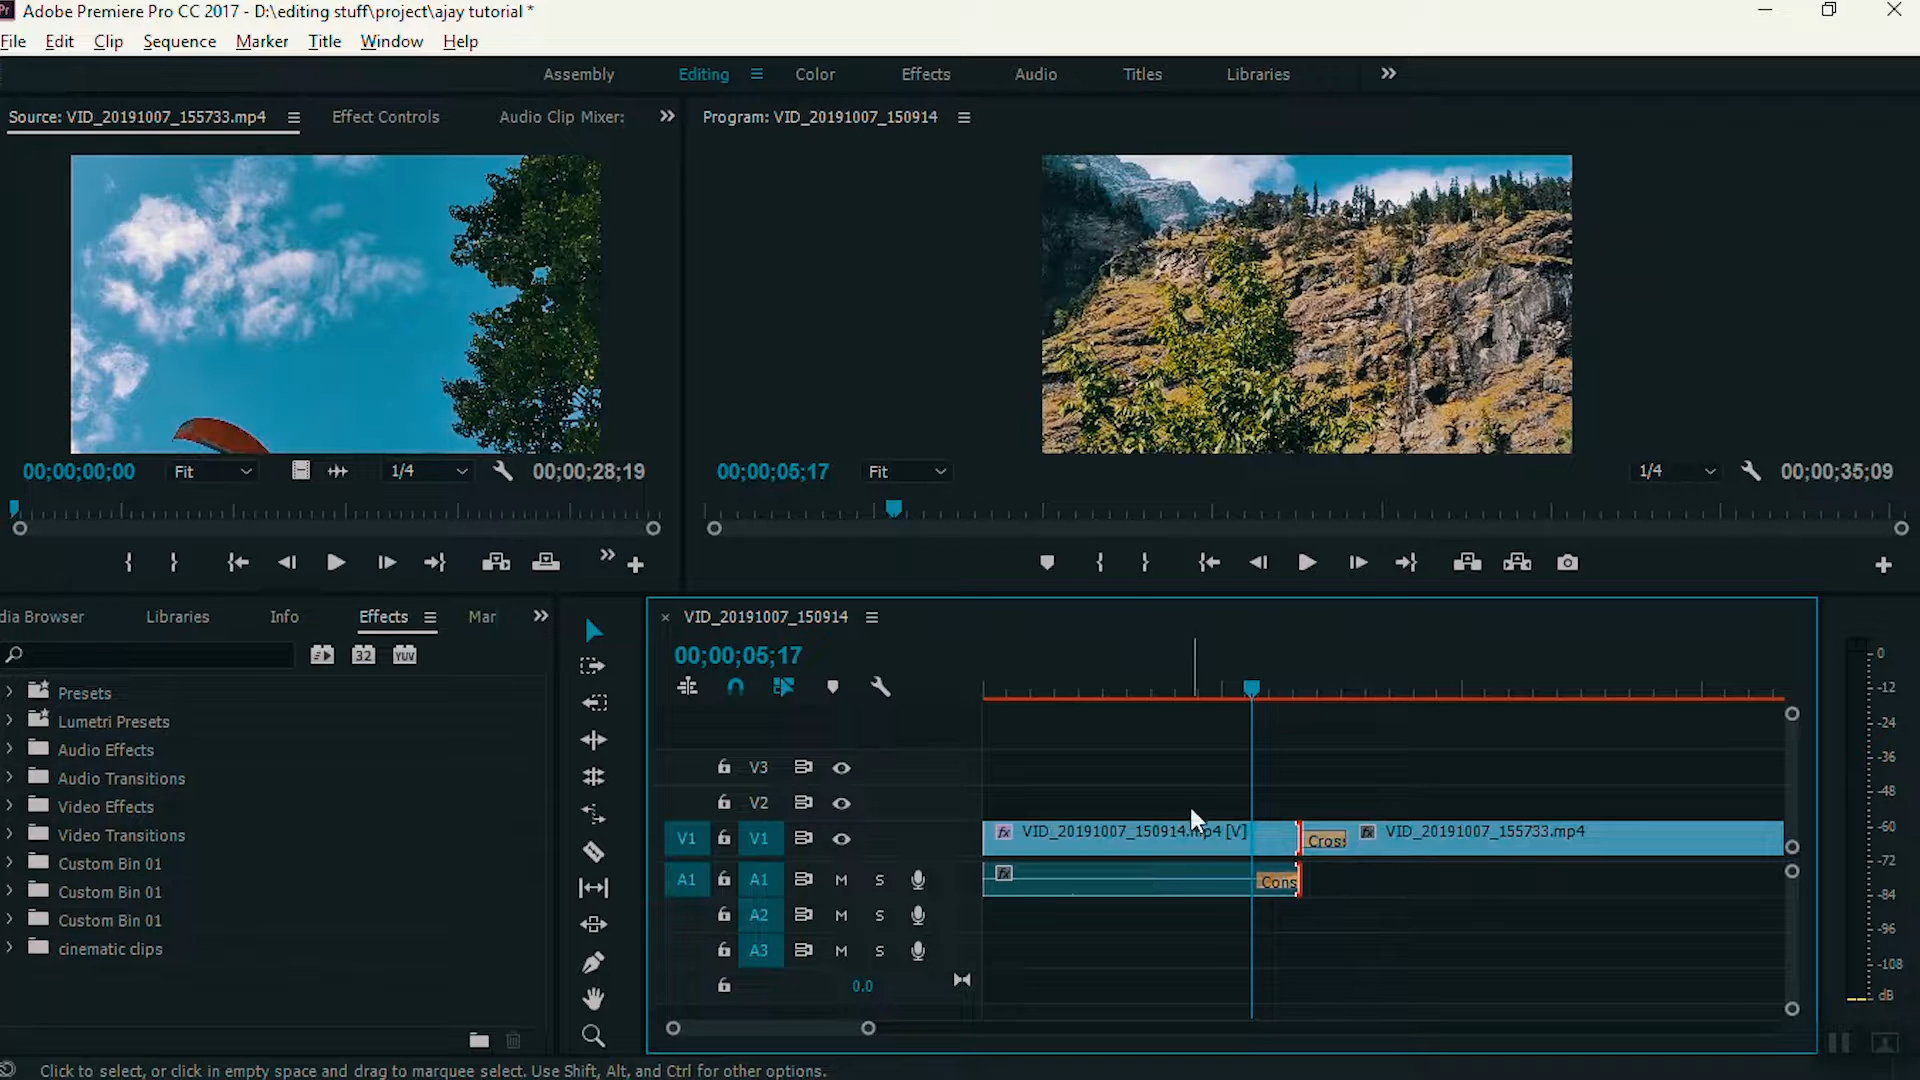 Pr Adobe Premiere Pro CC 2017 - D:\editing stuff\project\ajay tutorial *
File Edit Clip Sequence Marker Title Window Help
Assembly Editing Color Effects Audio Titles Libraries
Source: VID_20191007_155733.mp4 Effect Controls Audio Clip Mixer: Program: VID_20191007_150914
00;00;00;00 Fit 1/4 00;00;28;19 00;00;05;17 Fit 1/4 00;00;35;09
dia Browser Libraries Info Effects Mar
32 YUV
Presets
Lumetri Presets
Audio Effects
Audio Transitions
Video Effects
Video Transitions
Custom Bin 01
Custom Bin 01
Custom Bin 01
cinematic clips
× VID_20191007_150914
00;00;05;17
V3
V2
V1 V1 fx VID_20191007_150914.mp4 [V] Cros fx VID_20191007_155733.mp4
A1 A1 M S fx Cons
A2 M S
A3 M S
0.0
0
-12
-24
-36
-48
-60
-72
-84
-96
-108
dB
Click to select, or click in empty space and drag to marquee select. Use Shift, Alt, and Ctrl for other options.